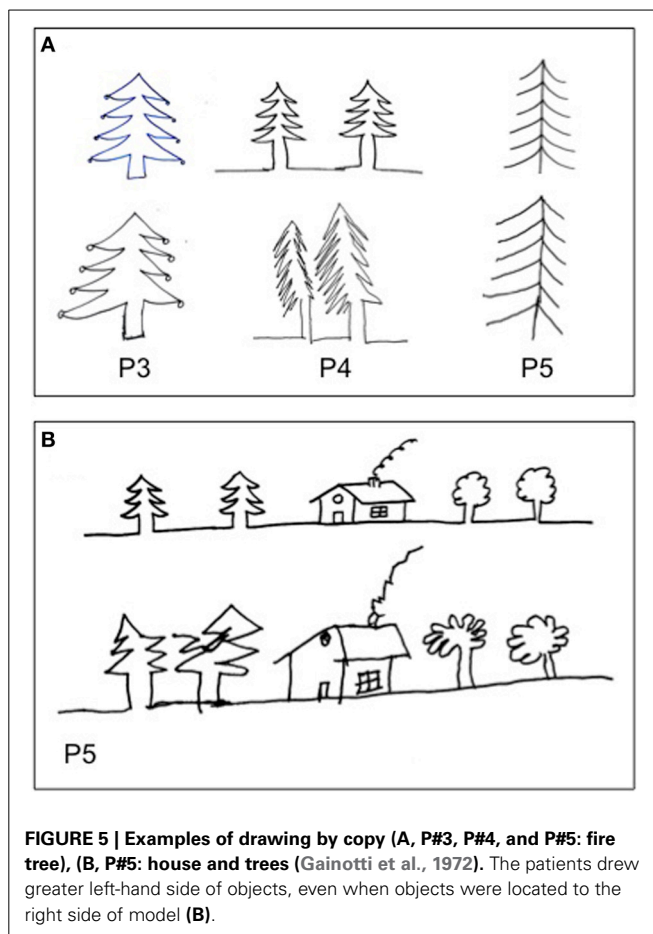 A
P3 P4 P5
B
P5
FIGURE 5 | Examples of drawing by copy (A, P#3, P#4, and P#5: fire
tree), (B, P#5: house and trees (Gainotti et al., 1972). The patients drew
greater left-hand side of objects, even when objects were located to the
right side of model (B).